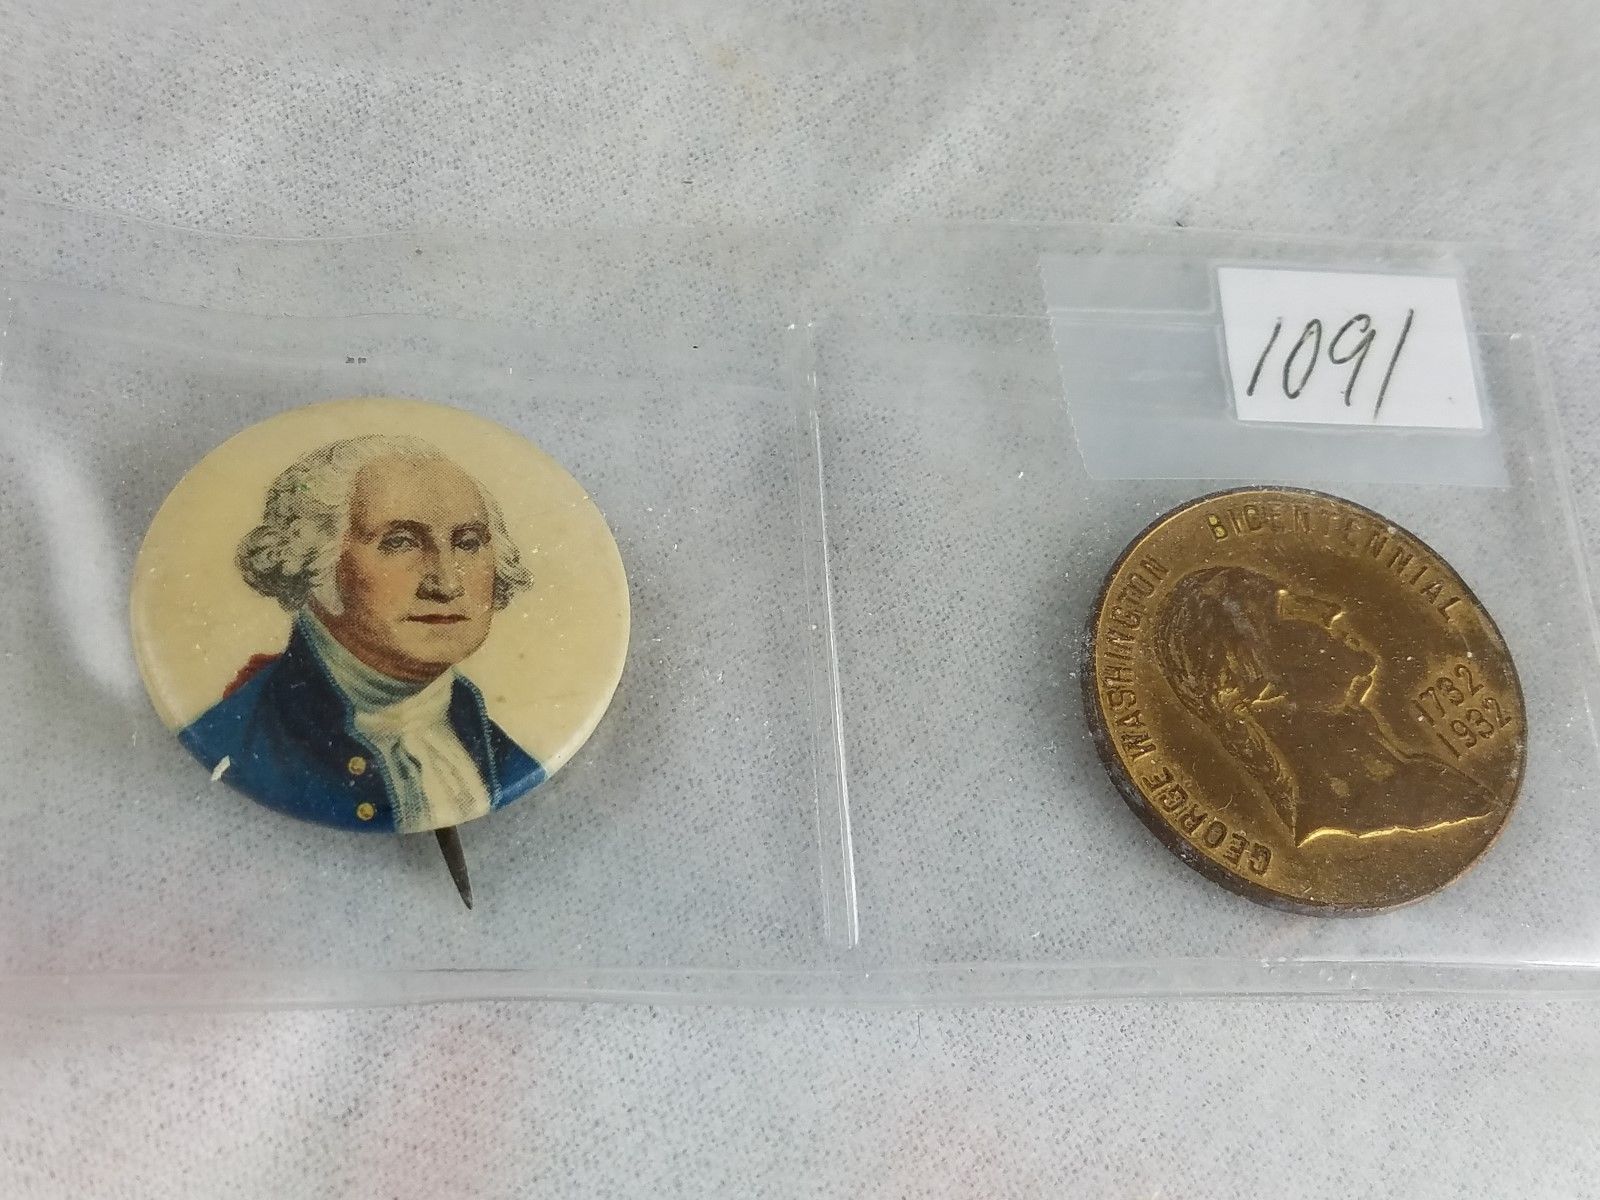 1091
GEORGE WASHINGTON BICENTENNIAL
1732
1932